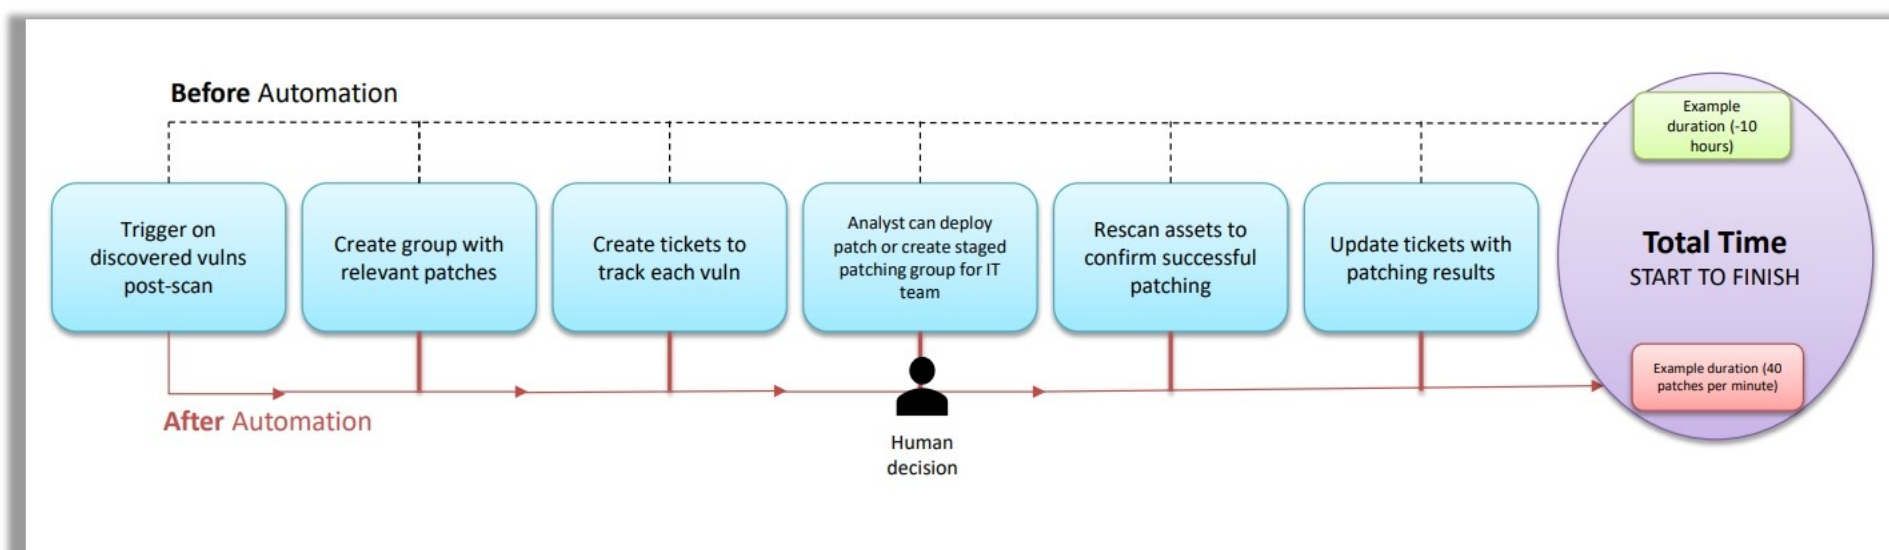 Before Automation
Trigger on
discovered vulns
post-scan
Create group with
relevant patches
Create tickets to
track each vuln
Analyst can deploy
patch or create staged
patching group for IT
team
Rescan assets to
confirm successful
patching
Update tickets with
patching results
Example
duration (-10
hours)
Total Time
START TO FINISH
Example duration (40
patches per minute)
After Automation
Human
decision